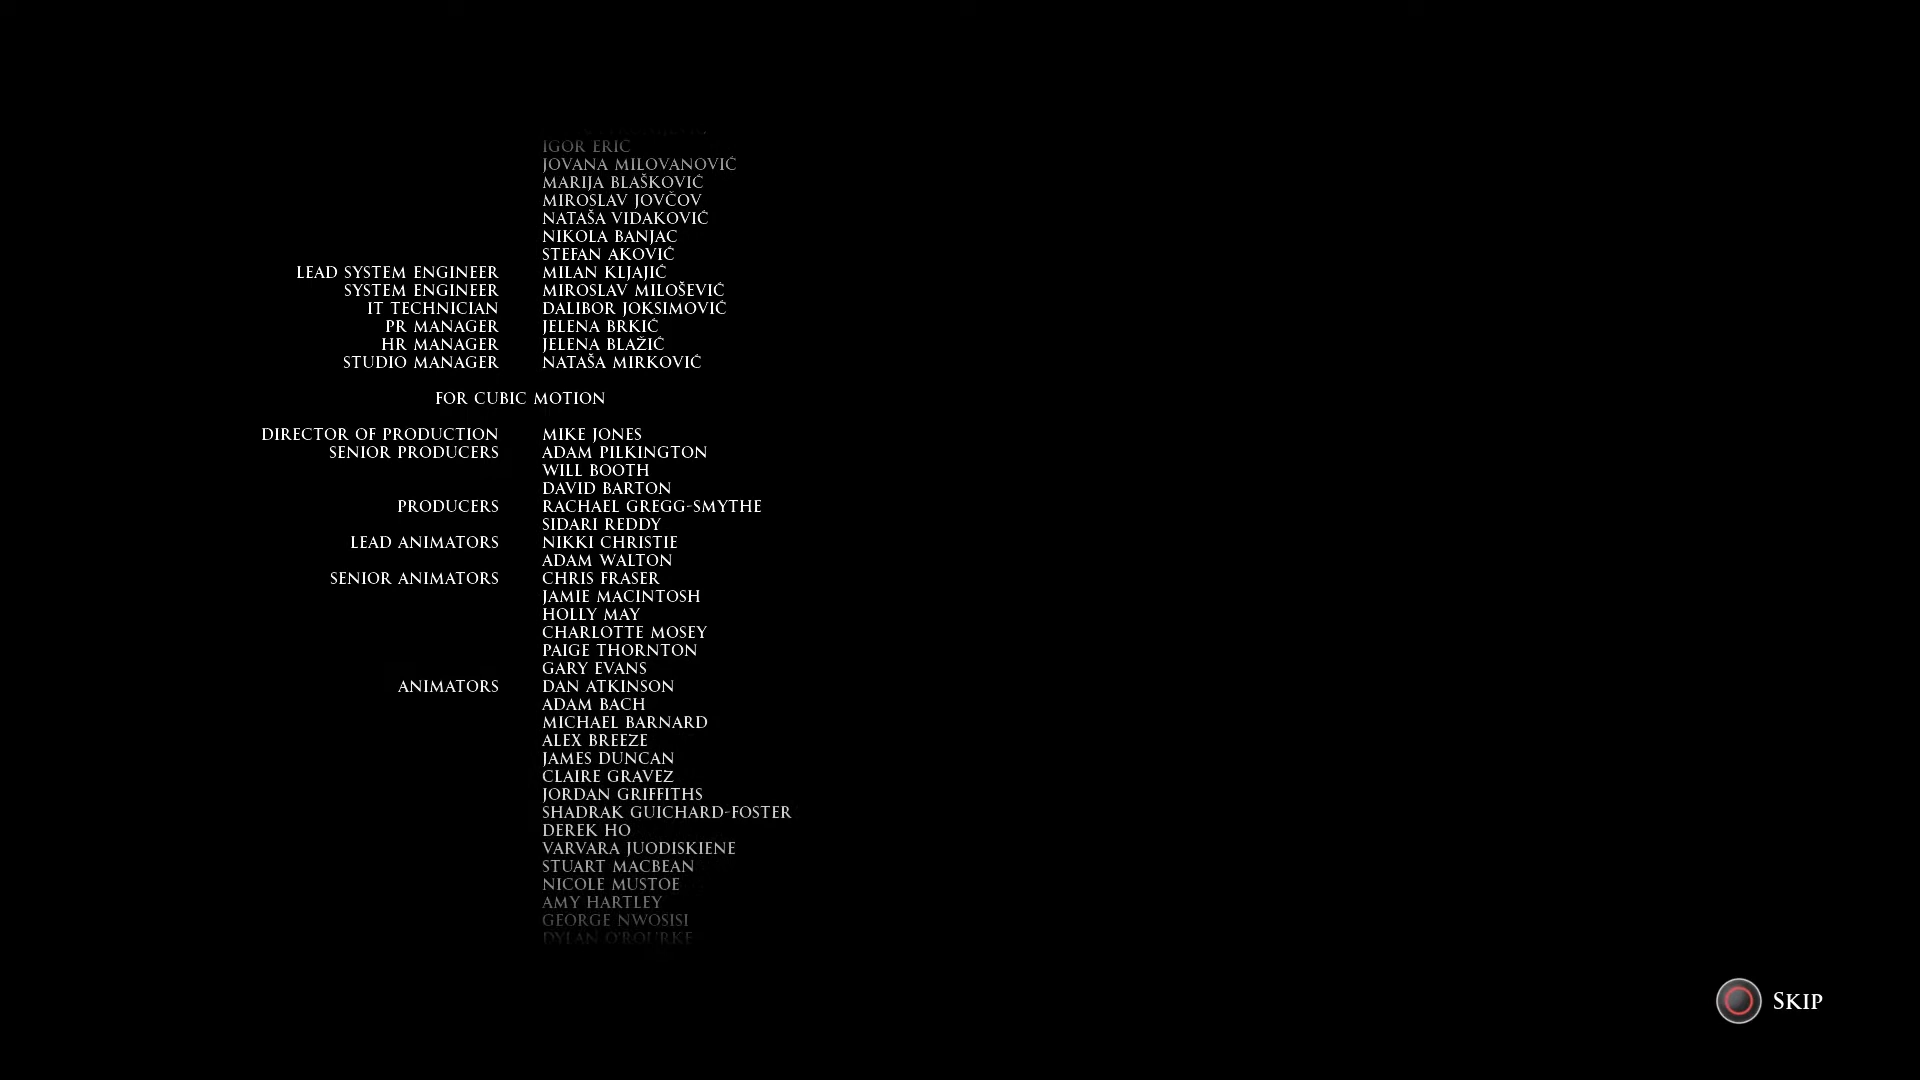 IGOR ERIĆ
JOVANA MILOVANOVIĆ
MARIJA BLAŠKOVIĆ
MIROSLAV JOVČOV
NATAŠA VIDAKOVIĆ
NIKOLA BANJAC
STEFAN AKOVIĆ
LEAD SYSTEM ENGINEER MILAN KLJAJIĆ
SYSTEM ENGINEER MIROSLAV MILOŠEVIĆ
IT TECHNICIAN DALIBOR JOKSIMOVIĆ
PR MANAGER JELENA BRKIĆ
HR MANAGER JELENA BLAŽIĆ
STUDIO MANAGER NATAŠA MIRKOVIĆ
FOR CUBIC MOTION
DIRECTOR OF PRODUCTION MIKE JONES
SENIOR PRODUCERS ADAM PILKINGTON
WILL BOOTH
DAVID BARTON
PRODUCERS RACHAEL GREGG-SMYTHE
SIDARI REDDY
LEAD ANIMATORS NIKKI CHRISTIE
ADAM WALTON
SENIOR ANIMATORS CHRIS FRASER
JAMIE MACINTOSH
HOLLY MAY
CHARLOTTE MOSEY
PAIGE THORNTON
GARY EVANS
ANIMATORS DAN ATKINSON
ADAM BACH
MICHAEL BARNARD
ALEX BREEZE
JAMES DUNCAN
CLAIRE GRAVEZ
JORDAN GRIFFITHS
SHADRAK GUICHARD-FOSTER
DEREK HO
VARVARA JUODISKIENE
STUART MACBEAN
NICOLE MUSTOE
AMY HARTLEY
GEORGE NWOSISI
DYLAN O'ROURKE
SKIP